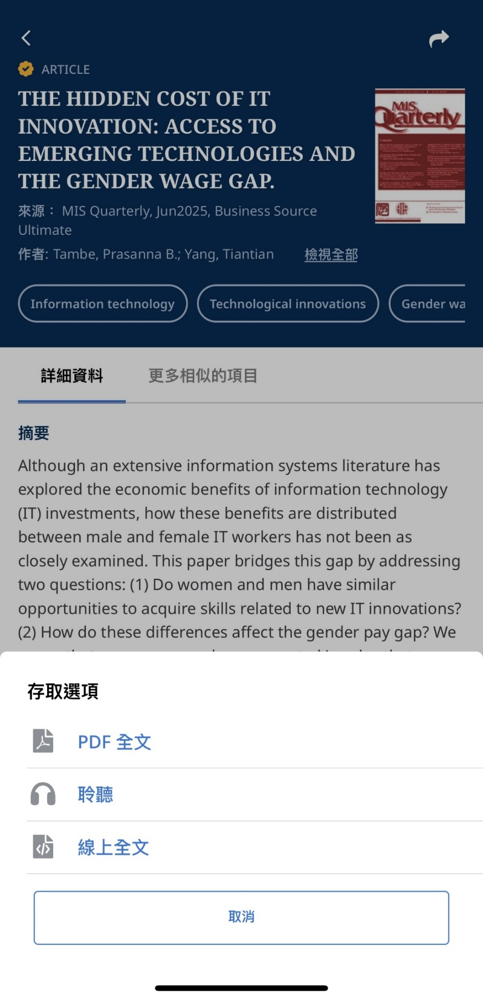 ARTICLE
THE HIDDEN COST OF IT
INNOVATION: ACCESS TO
EMERGING TECHNOLOGIES AND
THE GENDER WAGE GAP.
MIS
Quarterly
來源： MIS Quarterly, Jun2025, Business Source
Ultimate
作者: Tambe, Prasanna B.; Yang, Tiantian
檢視全部
Information technology
Technological innovations
Gender wa
詳細資料
更多相似的項目
摘要
Although an extensive information systems literature has
explored the economic benefits of information technology
(IT) investments, how these benefits are distributed
between male and female IT workers has not been as
closely examined. This paper bridges this gap by addressing
two questions: (1) Do women and men have similar
opportunities to acquire skills related to new IT innovations?
(2) How do these differences affect the gender pay gap? We
存取選項
PDF 全文
聆聽
線上全文
取消